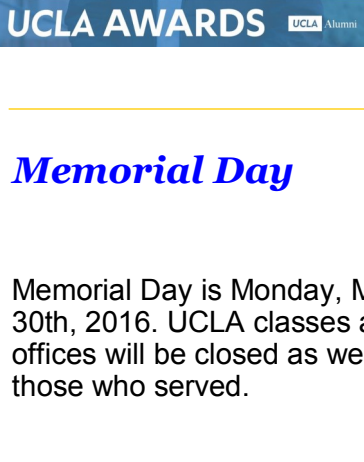 UCLA AWARDS UCLA Alumni
Memorial Day
Memorial Day is Monday, M
30th, 2016. UCLA classes a
offices will be closed as we
those who served.